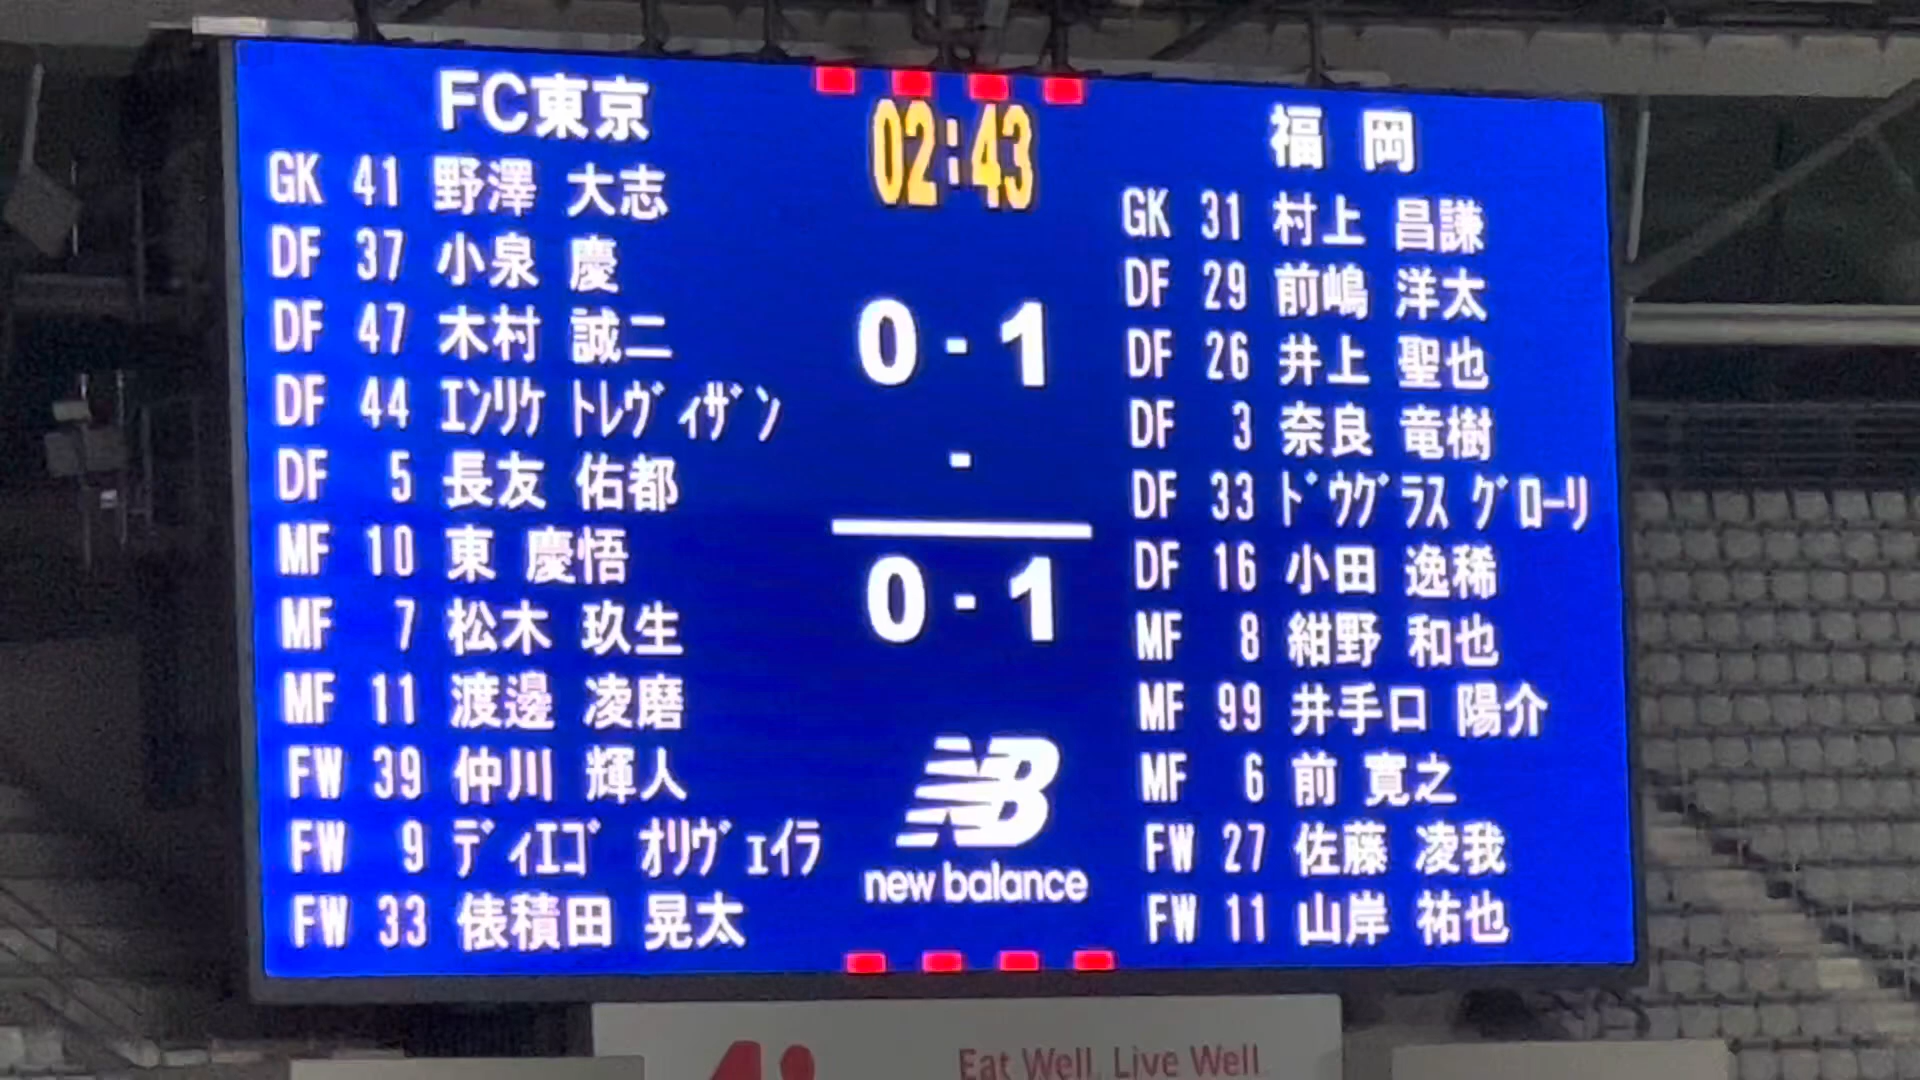 FC東京
GK 41 野澤 大志
DF 37 小泉 慶
DF 47 木村 誠二
DF 44 ｴﾝﾘｹ ﾄﾚｳﾞｨｻﾞﾝ
DF 5 長友 佑都
MF 10 東 慶悟
MF 7 松木 玖生
MF 11 渡邊 凌磨
FW 39 仲川 輝人
FW 9 ﾃﾞｨｴｺﾞ ｵﾘｳﾞｪｲﾗ
FW 33 俵積田 晃太
02:43
0 - 1
-
0 - 1
NB
new balance
福 岡
GK 31 村上 昌謙
DF 29 前嶋 洋太
DF 26 井上 聖也
DF 3 奈良 竜樹
DF 33 ﾄﾞｳｸﾞﾗｽ ｸﾞﾛｰﾘ
DF 16 小田 逸稀
MF 8 紺野 和也
MF 99 井手口 陽介
MF 6 前 寛之
FW 27 佐藤 凌我
FW 11 山岸 祐也
Eat Well, Live Well.